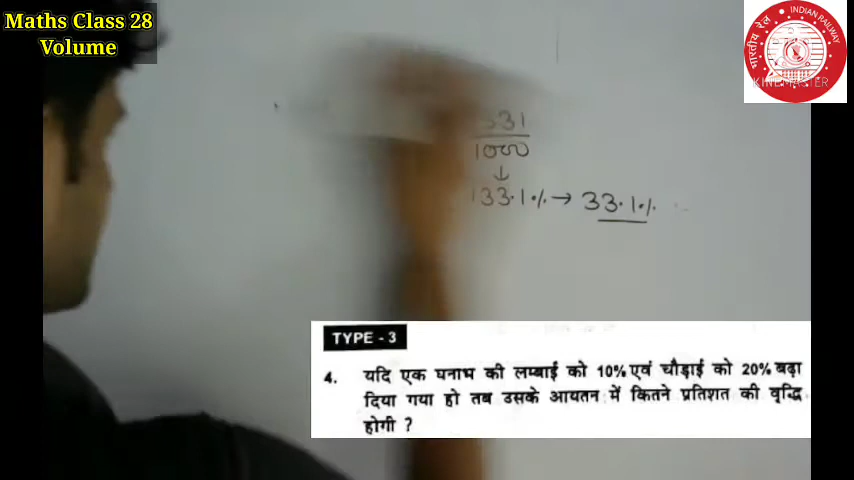 Maths Class 28
Volume
भारतीय रेल INDIAN RAILWAY
KINEMASTER
331
1000
↓
133.1% → 33.1%
TYPE - 3
4. यदि एक घनाभ की लम्बाई को 10% एवं चौड़ाई को 20% बढ़ा
दिया गया हो तब उसके आयतन में कितने प्रतिशत की वृद्धि
होगी ?